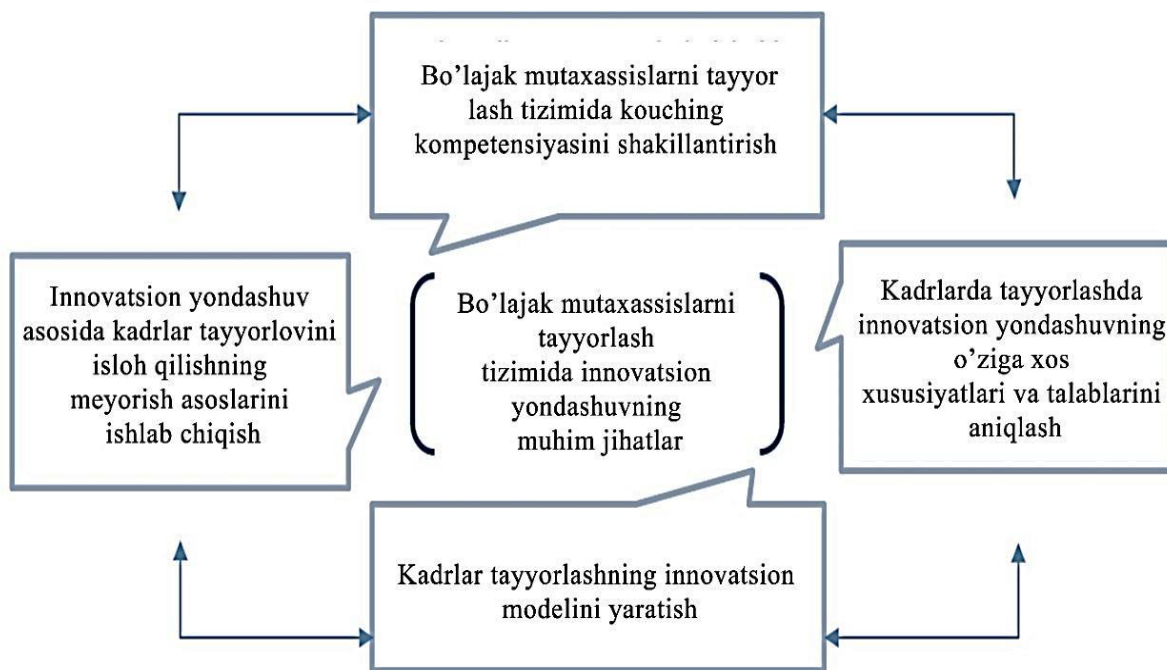 Bo’lajak mutaxassislarni tayyor
lash tizimida kouching
kompetensiyasini shakillantirish
Innovatsion yondashuv
asosida kadrlar tayyorlovini
isloh qilishning
meyorish asoslarini
ishlab chiqish
Bo’lajak mutaxassislarni
tayyorlash
tizimida innovatsion
yondashuvning
muhim jihatlar
Kadrlarda tayyorlashda
innovatsion yondashuvning
o’ziga xos
xususiyatlari va talablarini
aniqlash
Kadrlar tayyorlashning innovatsion
modelini yaratish